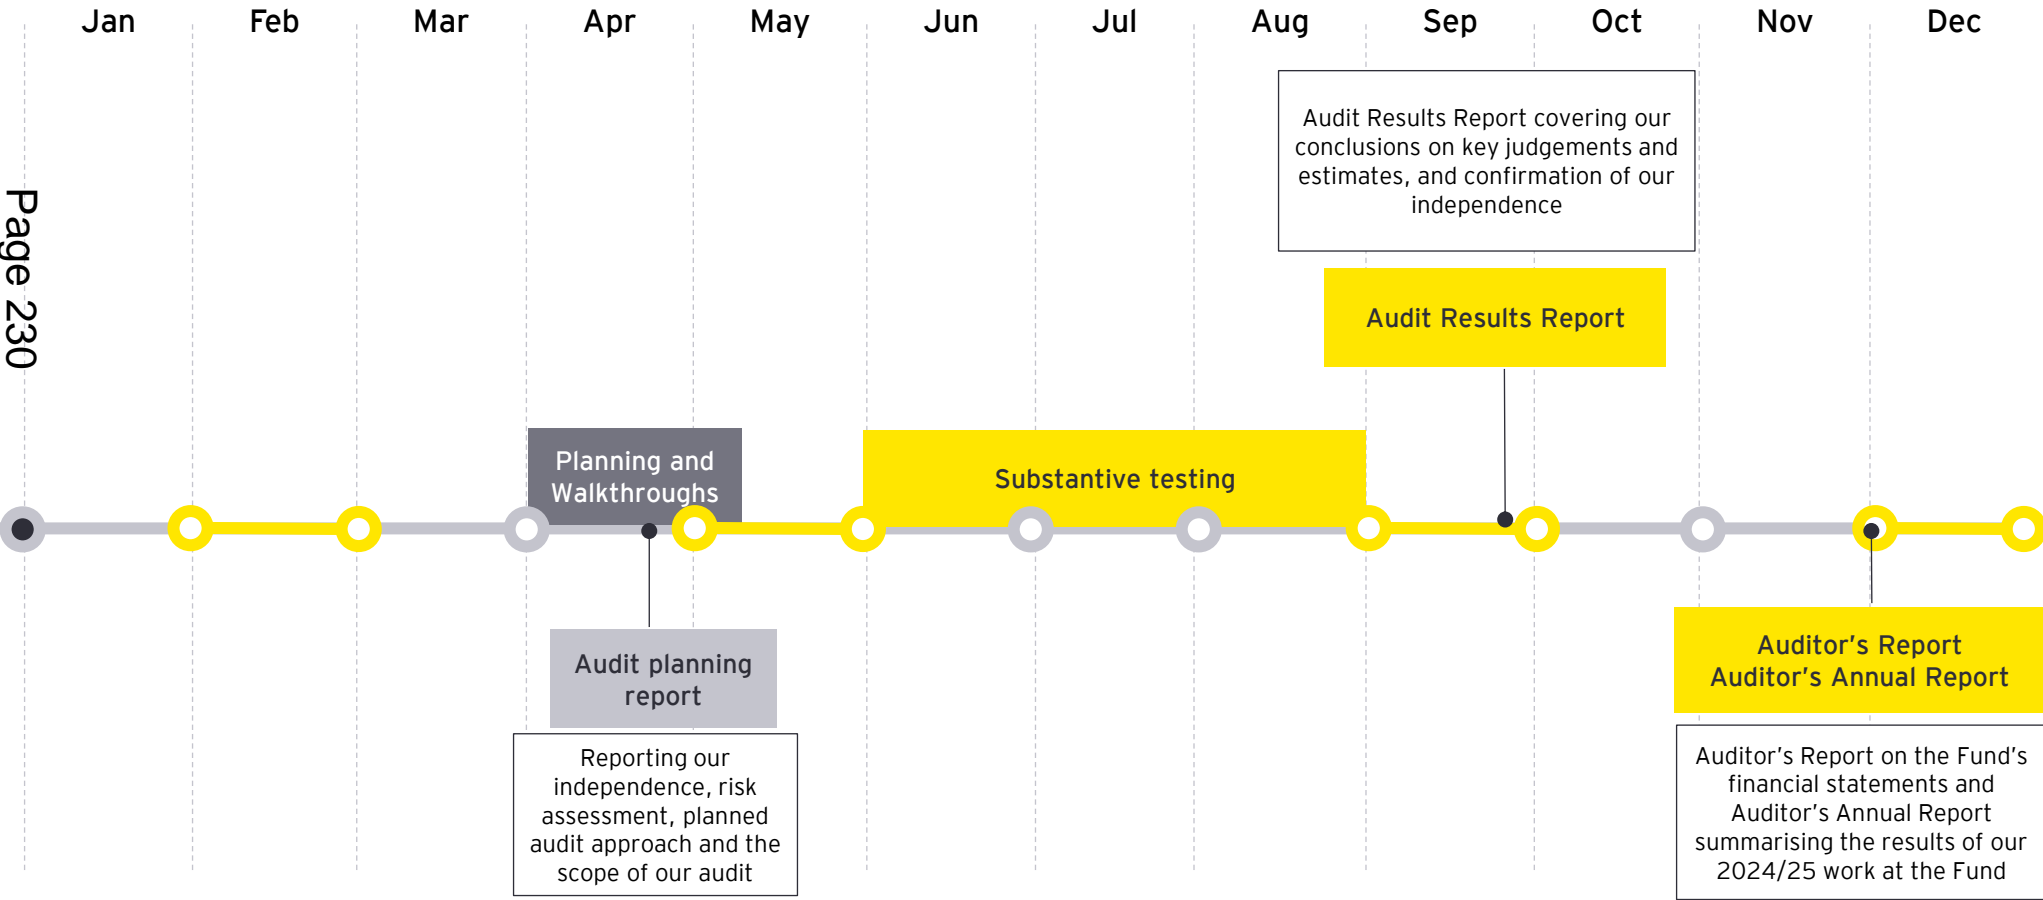 Jan
Feb
Mar
Apr
May
Jun
Jul
Aug
Sep
Oct
Nov
Dec
Page 230
Audit Results Report covering our
conclusions on key judgements and
estimates, and confirmation of our
independence
Audit Results Report
Planning and
Walkthroughs
Substantive testing
Audit planning
report
Reporting our
independence, risk
assessment, planned
audit approach and the
scope of our audit
Auditor’s Report
Auditor’s Annual Report
Auditor’s Report on the Fund’s
financial statements and
Auditor’s Annual Report
summarising the results of our
2024/25 work at the Fund